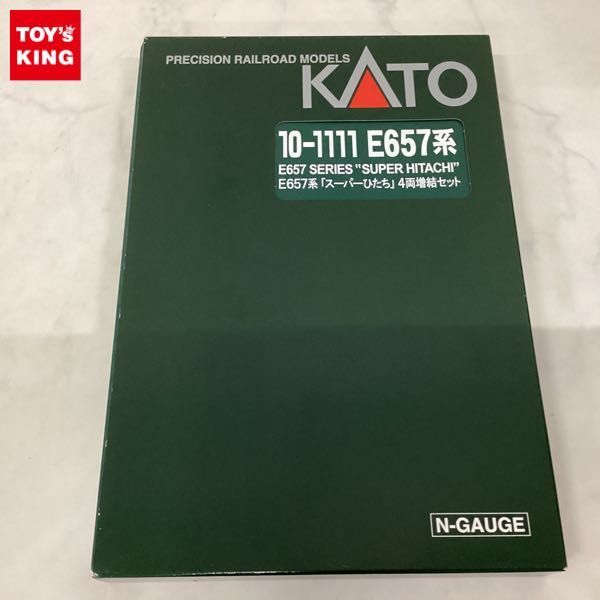 TOY's
KING
PRECISION RAILROAD MODELS
KATO
10-1111 E657系
E657 SERIES "SUPER HITACHI"
E657系「スーパーひたち」4両増結セット
N-GAUGE